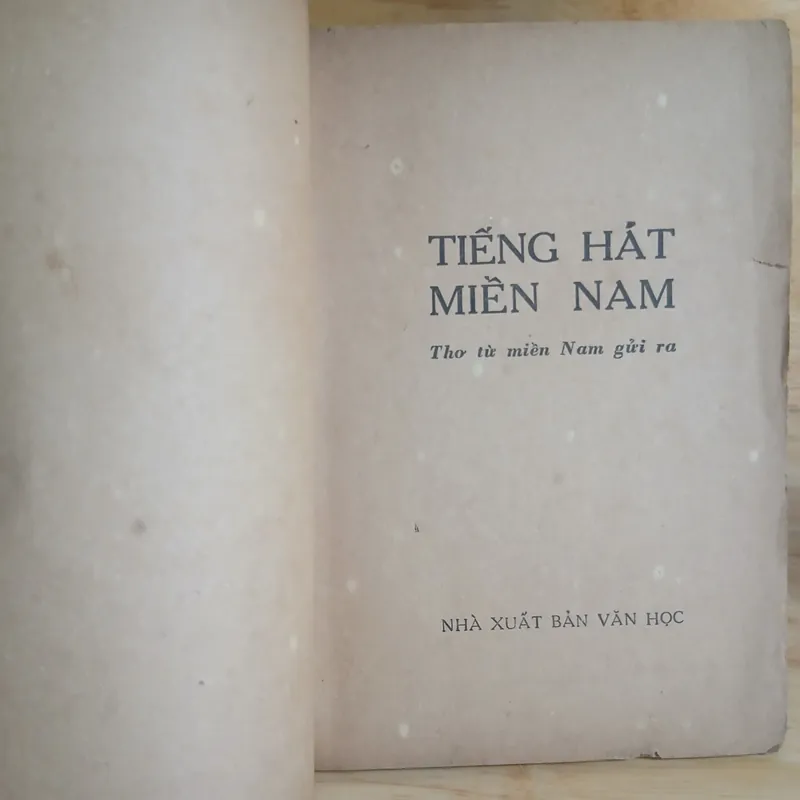 TIẾNG HÁT
MIỀN NAM
Thơ từ miền Nam gửi ra
NHÀ XUẤT BẢN VĂN HỌC